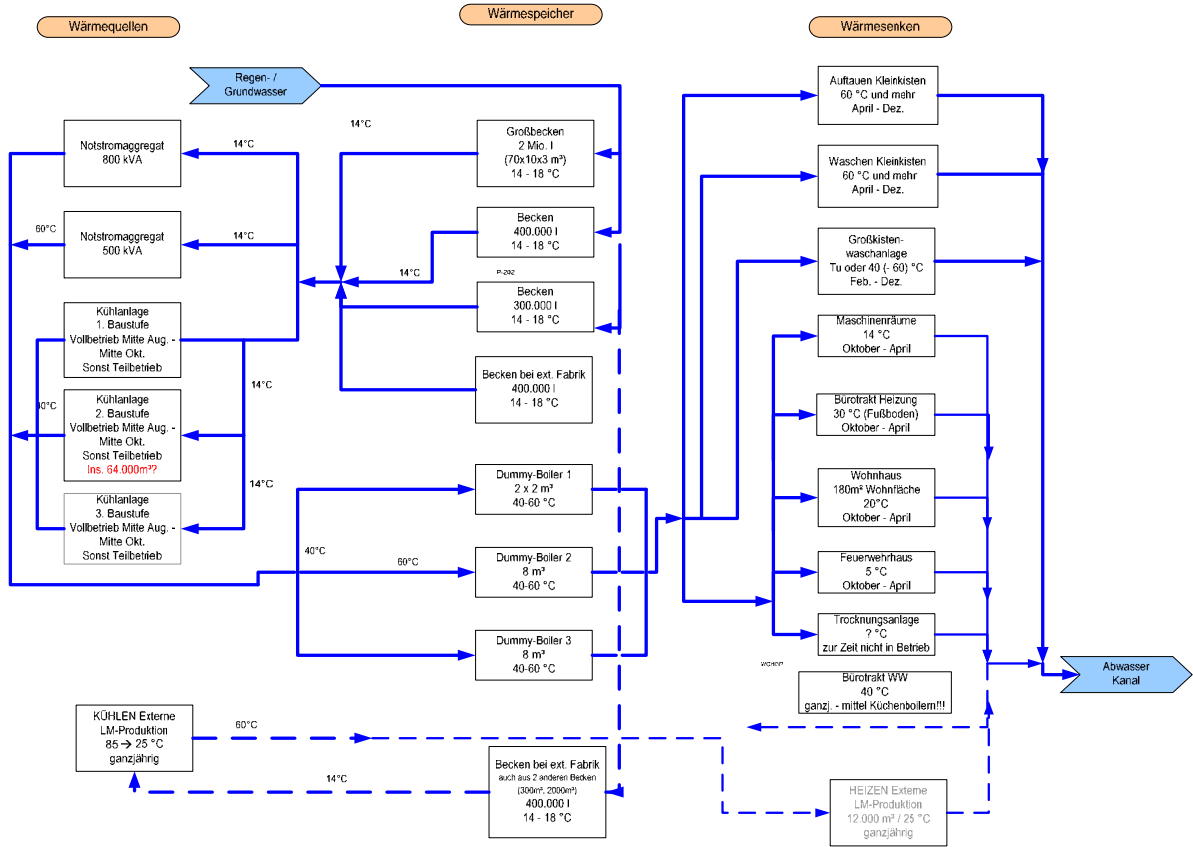 Wärmequellen
Wärmespeicher
Wärmesenken
Regen- /
Grundwasser
Notstromaggregat
800 kVA
Notstromaggregat
500 kVA
Kühlanlage
1. Baustufe
Vollbetrieb Mitte Aug. -
Mitte Okt.
Sonst Teilbetrieb
Kühlanlage
2. Baustufe
Vollbetrieb Mitte Aug. -
Mitte Okt.
Sonst Teilbetrieb
Ins. 64.000m³?
Kühlanlage
3. Baustufe
Vollbetrieb Mitte Aug. -
Mitte Okt.
Sonst Teilbetrieb
14°C
14°C
60°C
14°C
14°C
14°C
14°C
Großbecken
2 Mio. l
(70x10x3 m³)
14 - 18 °C
Becken
400.000 l
14 - 18 °C
P-202
Becken
300.000 l
14 - 18 °C
Becken bei ext. Fabrik
400.000 l
14 - 18 °C
Dummy-Boiler 1
2 x 2 m³
40-60 °C
40°C
60°C
Dummy-Boiler 2
8 m³
40-60 °C
Dummy-Boiler 3
8 m³
40-60 °C
Auftauen Kleinkisten
60 °C und mehr
April - Dez.
Waschen Kleinkisten
60 °C und mehr
April - Dez.
Großkisten-
waschanlage
Tu oder 40 (- 60) °C
Feb. - Dez.
Maschinenräume
14 °C
Oktober - April
Bürotrakt Heizung
30 °C (Fußboden)
Oktober - April
Wohnhaus
180m² Wohnfläche
20°C
Oktober - April
Feuerwehrhaus
5 °C
Oktober - April
Trocknungsanlage
? °C
zur Zeit nicht in Betrieb
Bürotrakt WW
40 °C
ganzj. - mittel Küchenboilern!!!
Abwasser
Kanal
KÜHLEN Externe
LM-Produktion
85 → 25 °C
ganzjährig
60°C
14°C
Becken bei ext. Fabrik
auch aus 2 anderen Becken
(300m³, 2000m³)
400.000 l
14 - 18 °C
HEIZEN Externe
LM-Produktion
12.000 m³ / 25 °C
ganzjährig